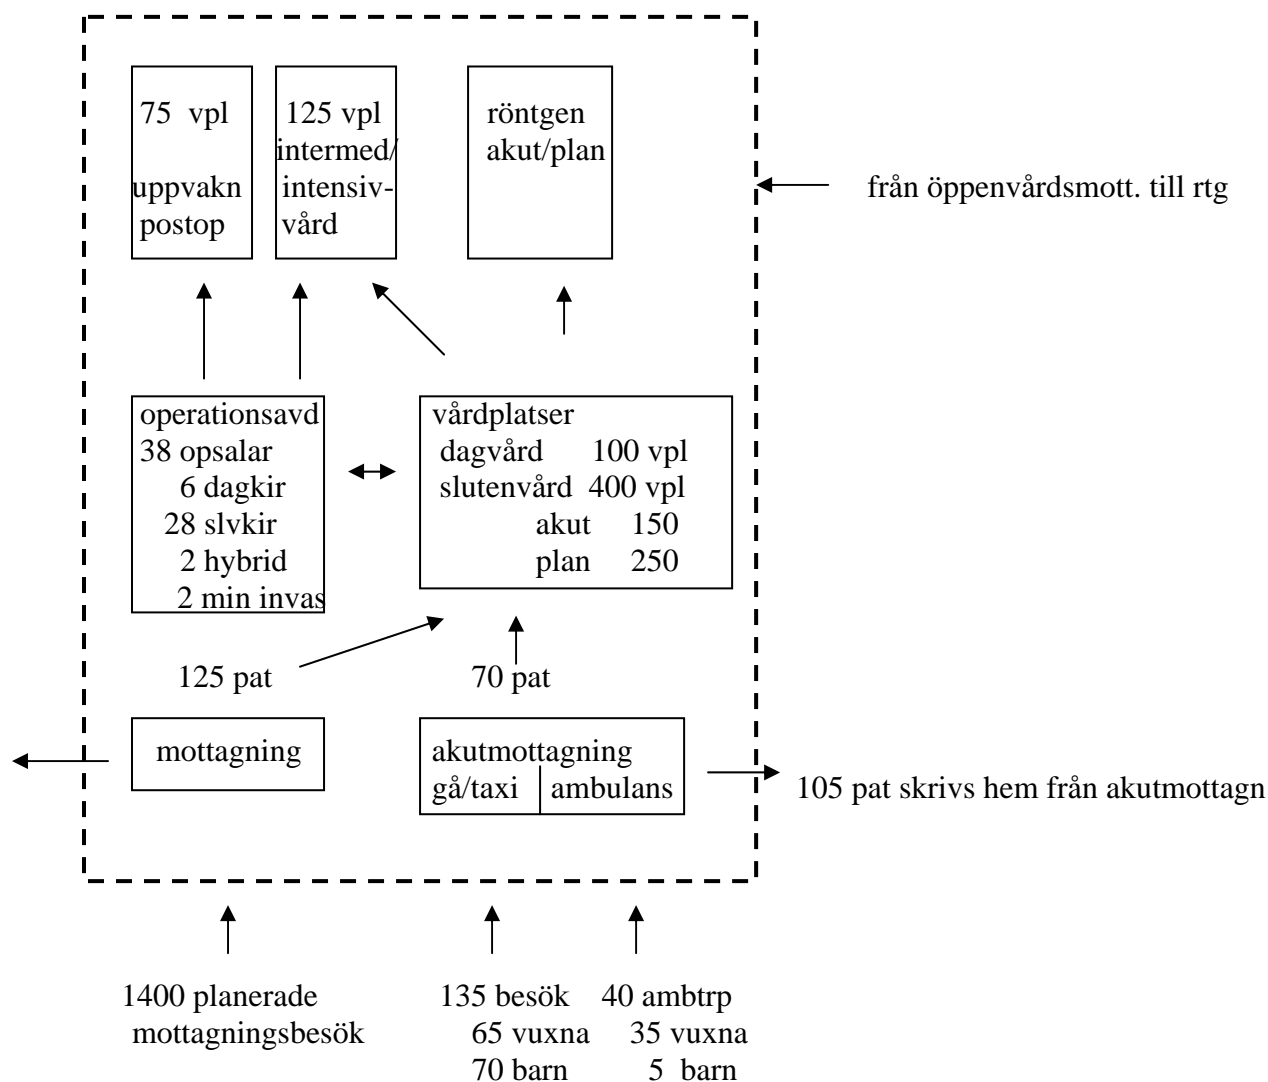 75 vpl
uppvakn
postop
125 vpl
intermed/
intensiv-
vård
röntgen
akut/plan
från öppenvårdsmott. till rtg
operationsavd
38 opsalar
6 dagkir
28 slvkir
2 hybrid
2 min invas
vårdplatser
dagvård 100 vpl
slutenvård 400 vpl
akut 150
plan 250
125 pat
70 pat
mottagning
akutmottagning
gå/taxi ambulans
105 pat skrivs hem från akutmottagn
1400 planerade
mottagningsbesök
135 besök
65 vuxna
70 barn
40 ambtrp
35 vuxna
5 barn